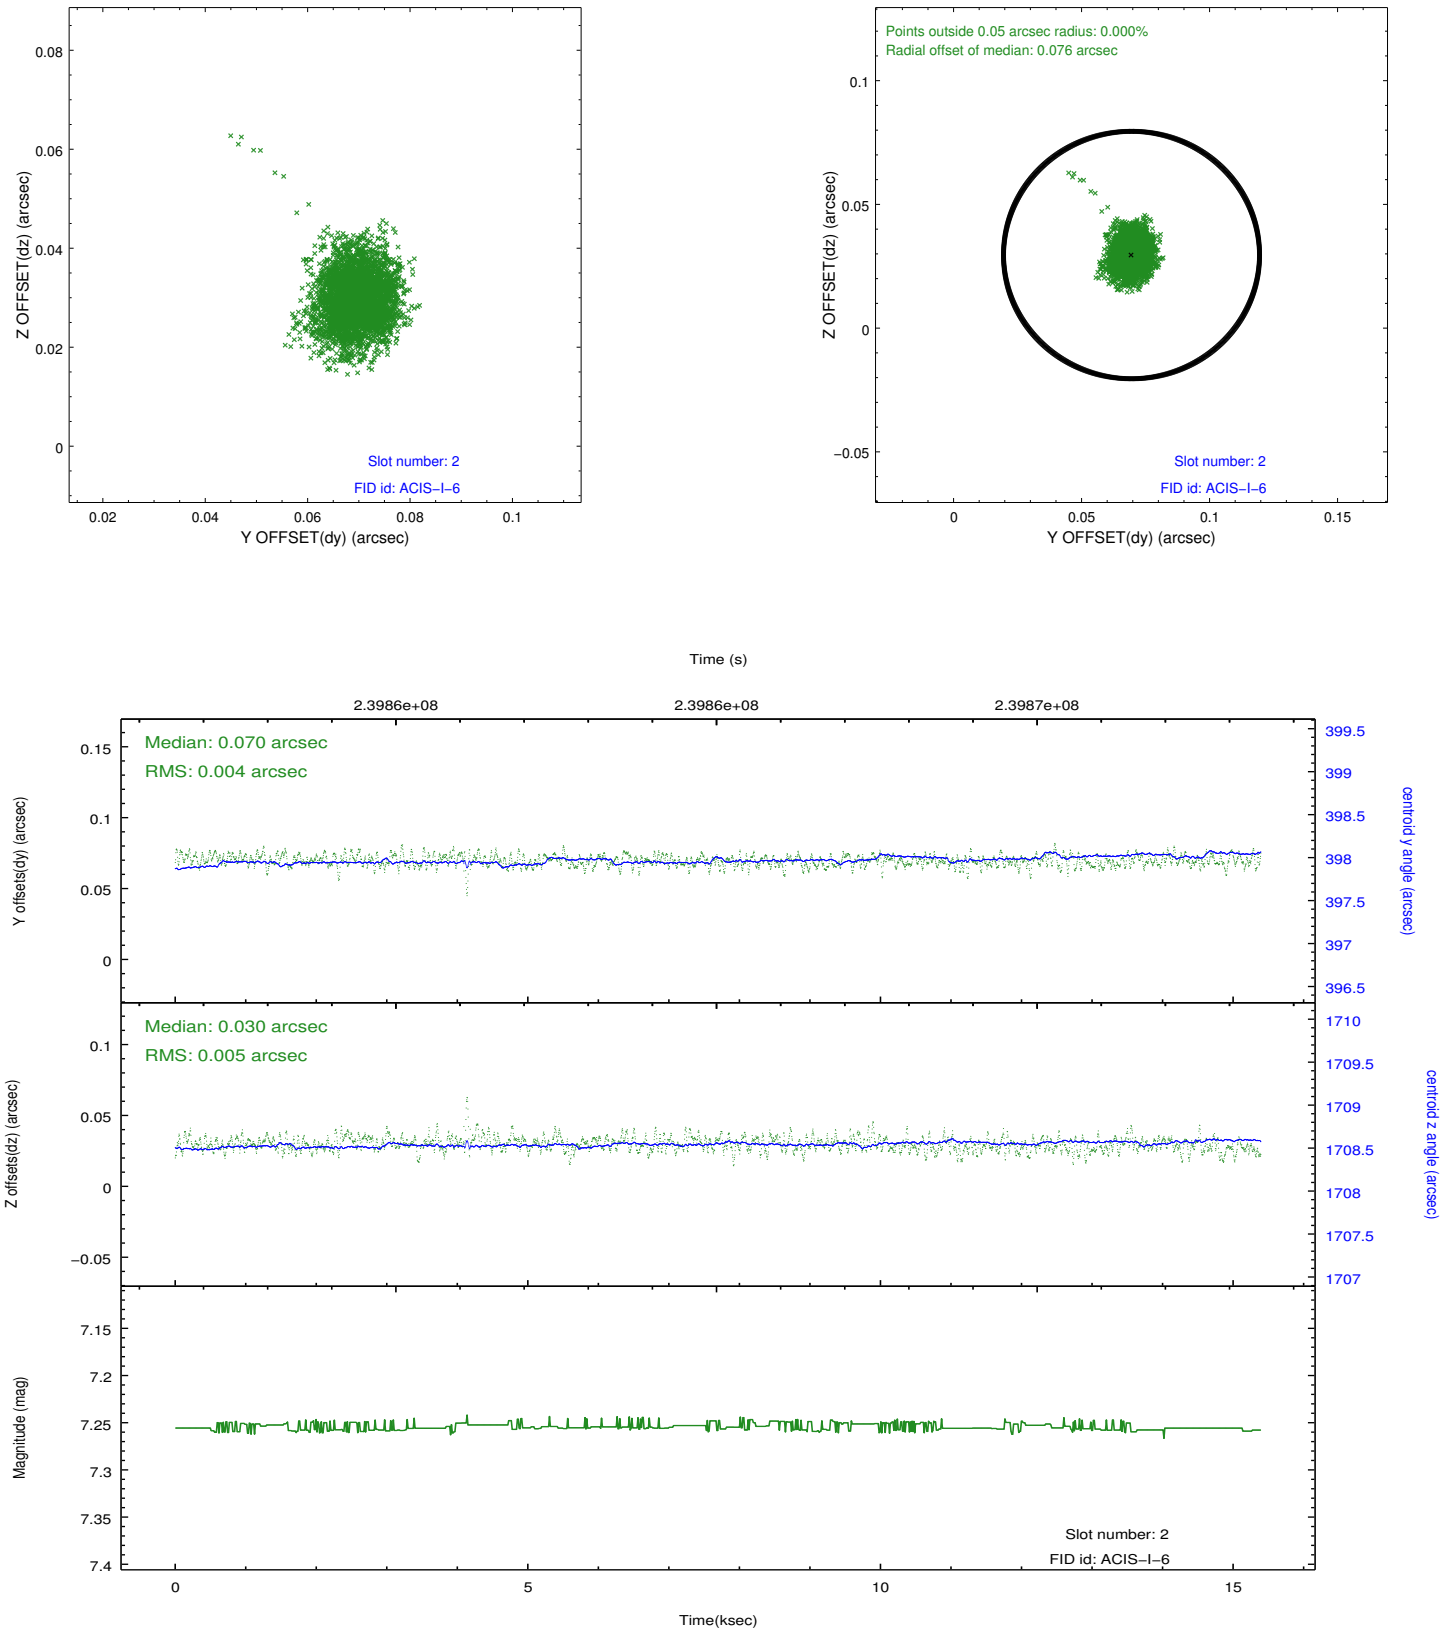 0.08
0.06
0.04
0.02
0
Z OFFSET(dz) (arcsec)
Slot number: 2
FID id: ACIS−I−6
0.02
0.04
0.06
0.08
0.1
Y OFFSET(dy) (arcsec)
Points outside 0.05 arcsec radius: 0.000%
Radial offset of median: 0.076 arcsec
0.1
0.05
0
−0.05
Z OFFSET(dz) (arcsec)
Slot number: 2
FID id: ACIS−I−6
0
0.05
0.1
0.15
Y OFFSET(dy) (arcsec)
Time (s)
2.3986e+08
2.3986e+08
2.3987e+08
Median: 0.070 arcsec
RMS: 0.004 arcsec
0.15
0.1
0.05
0
Y offsets(dy) (arcsec)
399.5
399
398.5
398
397.5
397
396.5
centroid y angle (arcsec)
Median: 0.030 arcsec
RMS: 0.005 arcsec
0.1
0.05
0
−0.05
Z offsets(dz) (arcsec)
1710
1709.5
1709
1708.5
1708
1707.5
1707
centroid z angle (arcsec)
7.15
7.2
7.25
7.3
7.35
7.4
Magnitude (mag)
Slot number: 2
FID id: ACIS−I−6
0
5
10
15
Time(ksec)